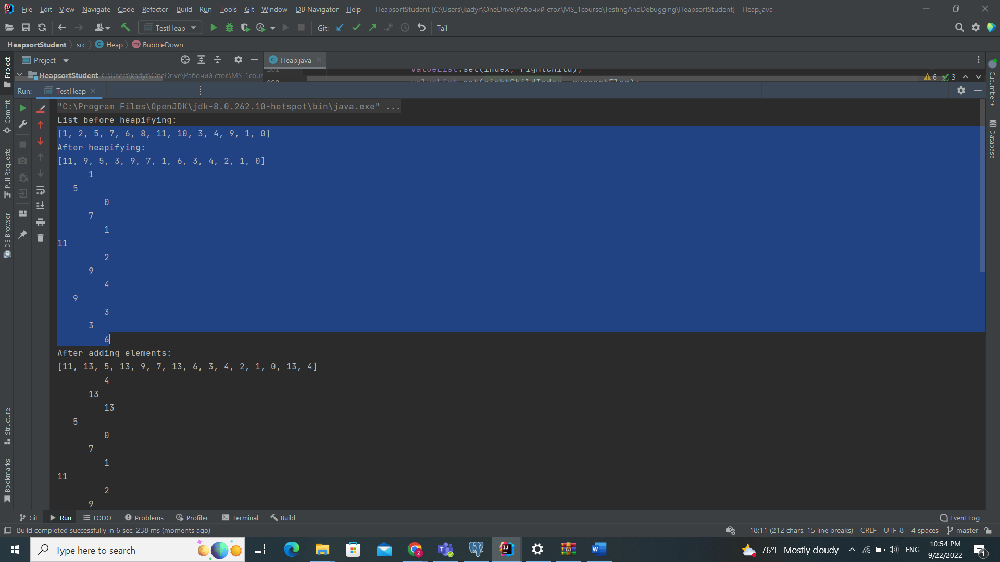 File Edit View Navigate Code Refactor Build Run Tools Git Window DB Navigator Help HeapsortStudent [C:\Users\kadyr\OneDrive\Рабочий стол\MS_1course\TestingAndDebugging\HeapsortStudent] - Heap.java
TestHeap Git: Tail
HeapsortStudent src Heap BubbleDown
Project Heap.java
HeapsortStudent C:\Users\kadyr\OneDrive\Рабочий стол\MS_1cour
valueList.set(index, rightChild);
valueList.set(rightChildIndex, currentElem);
6 3
Run: TestHeap
"C:\Program Files\OpenJDK\jdk-8.0.262.10-hotspot\bin\java.exe" ...
List before heapifying:
[1, 2, 5, 7, 6, 8, 11, 10, 3, 4, 9, 1, 0]
After heapifying:
[11, 9, 5, 3, 9, 7, 1, 6, 3, 4, 2, 1, 0]
1
5
0
7
1
11
2
9
4
9
3
3
6
After adding elements:
[11, 13, 5, 13, 9, 7, 13, 6, 3, 4, 2, 1, 0, 13, 4]
4
13
13
5
0
7
1
11
2
9
Project
Commit
Pull Requests
DB Browser
Structure
Bookmarks
Cucumber+
Database
Git Run TODO Problems Profiler Terminal Build Event Log
Build completed successfully in 6 sec, 238 ms (moments ago) 18:11 (212 chars, 15 line breaks) CRLF UTF-8 4 spaces master
Type here to search 76°F Mostly cloudy ENG 10:54 PM
9/22/2022 1